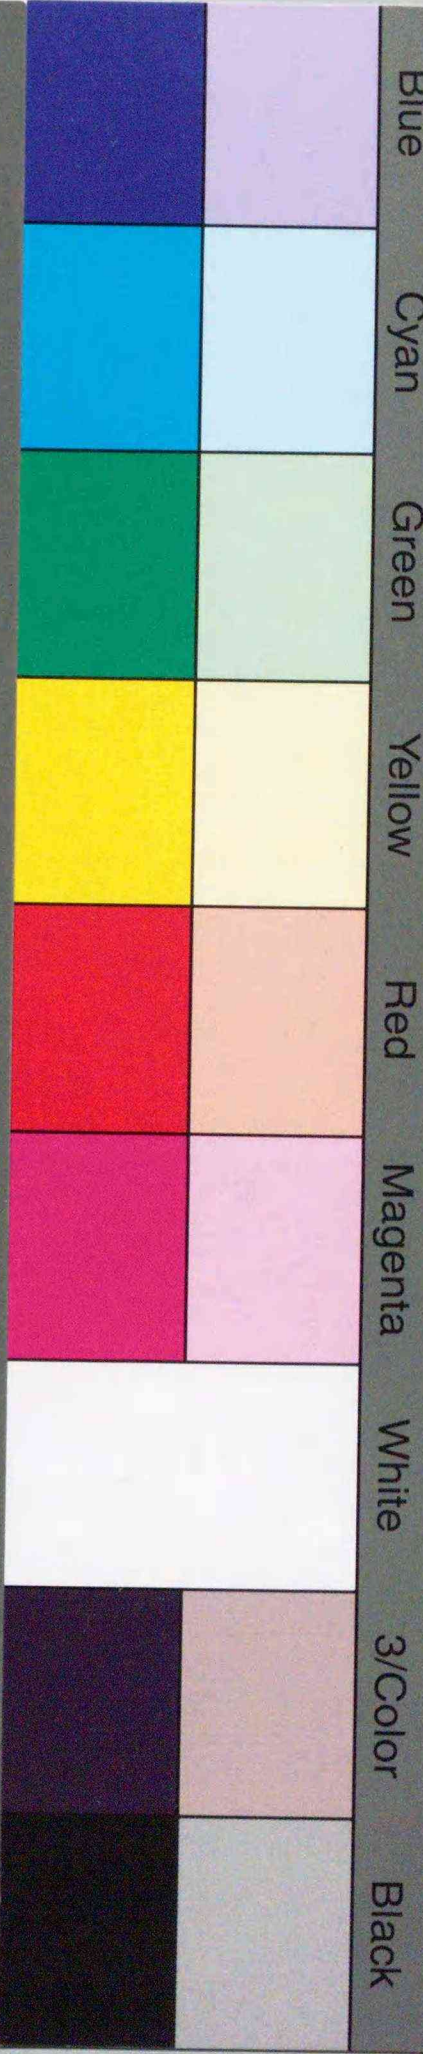 Blue
Cyan
Green
Yellow
Red
Magenta
White
3/Color
Black